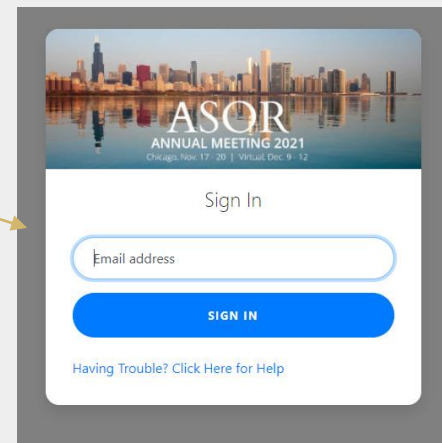 ASOR
ANNUAL MEETING 2021
Chicago, Nov. 17 - 20 | Virtual, Dec. 9 - 12
Sign In
Email address
SIGN IN
Having Trouble? Click Here for Help